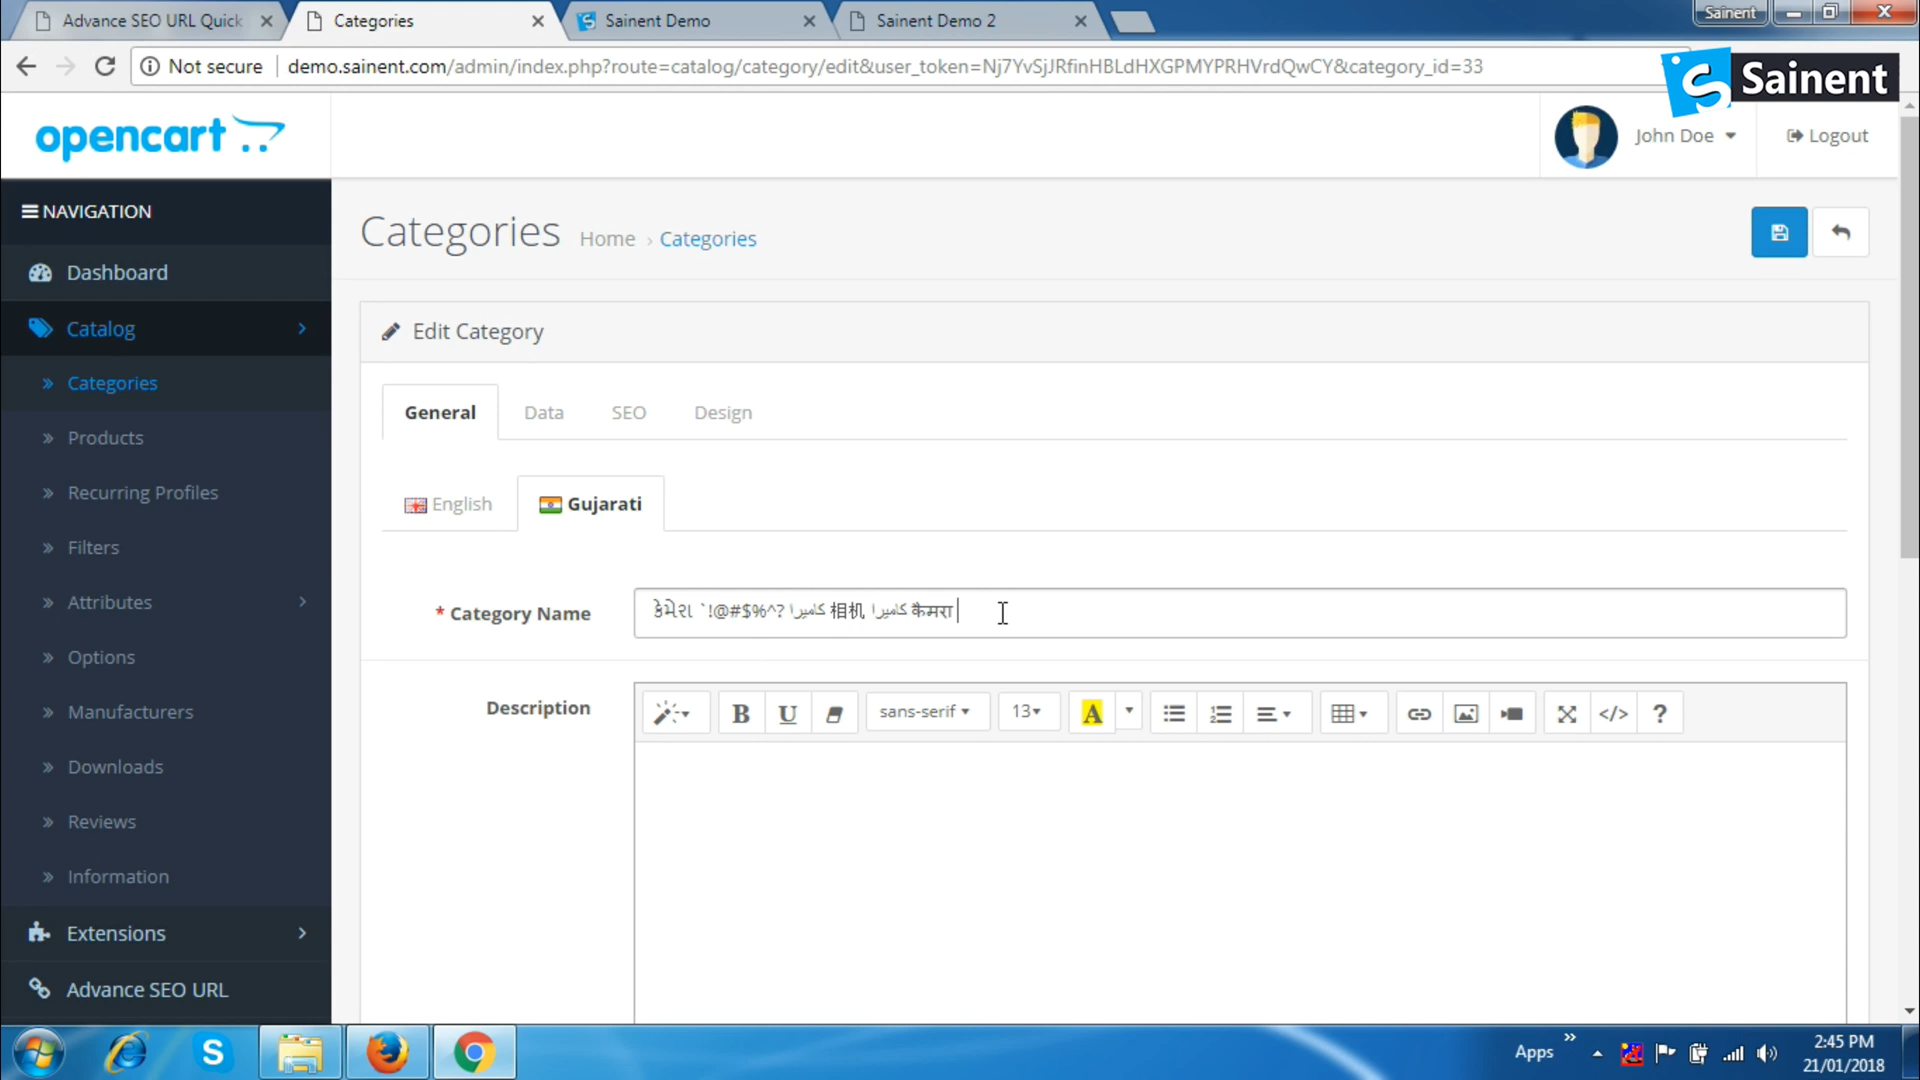 Advance SEO URL Quick
Categories
Sainent Demo
Sainent Demo 2
Sainent
Not secure
demo.sainent.com/admin/index.php?route=catalog/category/edit&user_token=Nj7YvSjJRfinHBLdHXGPMYPRHVrdQwCY&category_id=33
Sainent
opencart
John Doe
Logout
NAVIGATION
Dashboard
Catalog
Categories
Products
Recurring Profiles
Filters
Attributes
Options
Manufacturers
Downloads
Reviews
Information
Extensions
Advance SEO URL
Categories
Home › Categories
Edit Category
General
Data
SEO
Design
English
Gujarati
* Category Name
કેમેરા `!@#$%^? كاميرا 相机 کامیرا कैमरा
Description
B U sans-serif 13 A </> ?
Apps
2:45 PM
21/01/2018